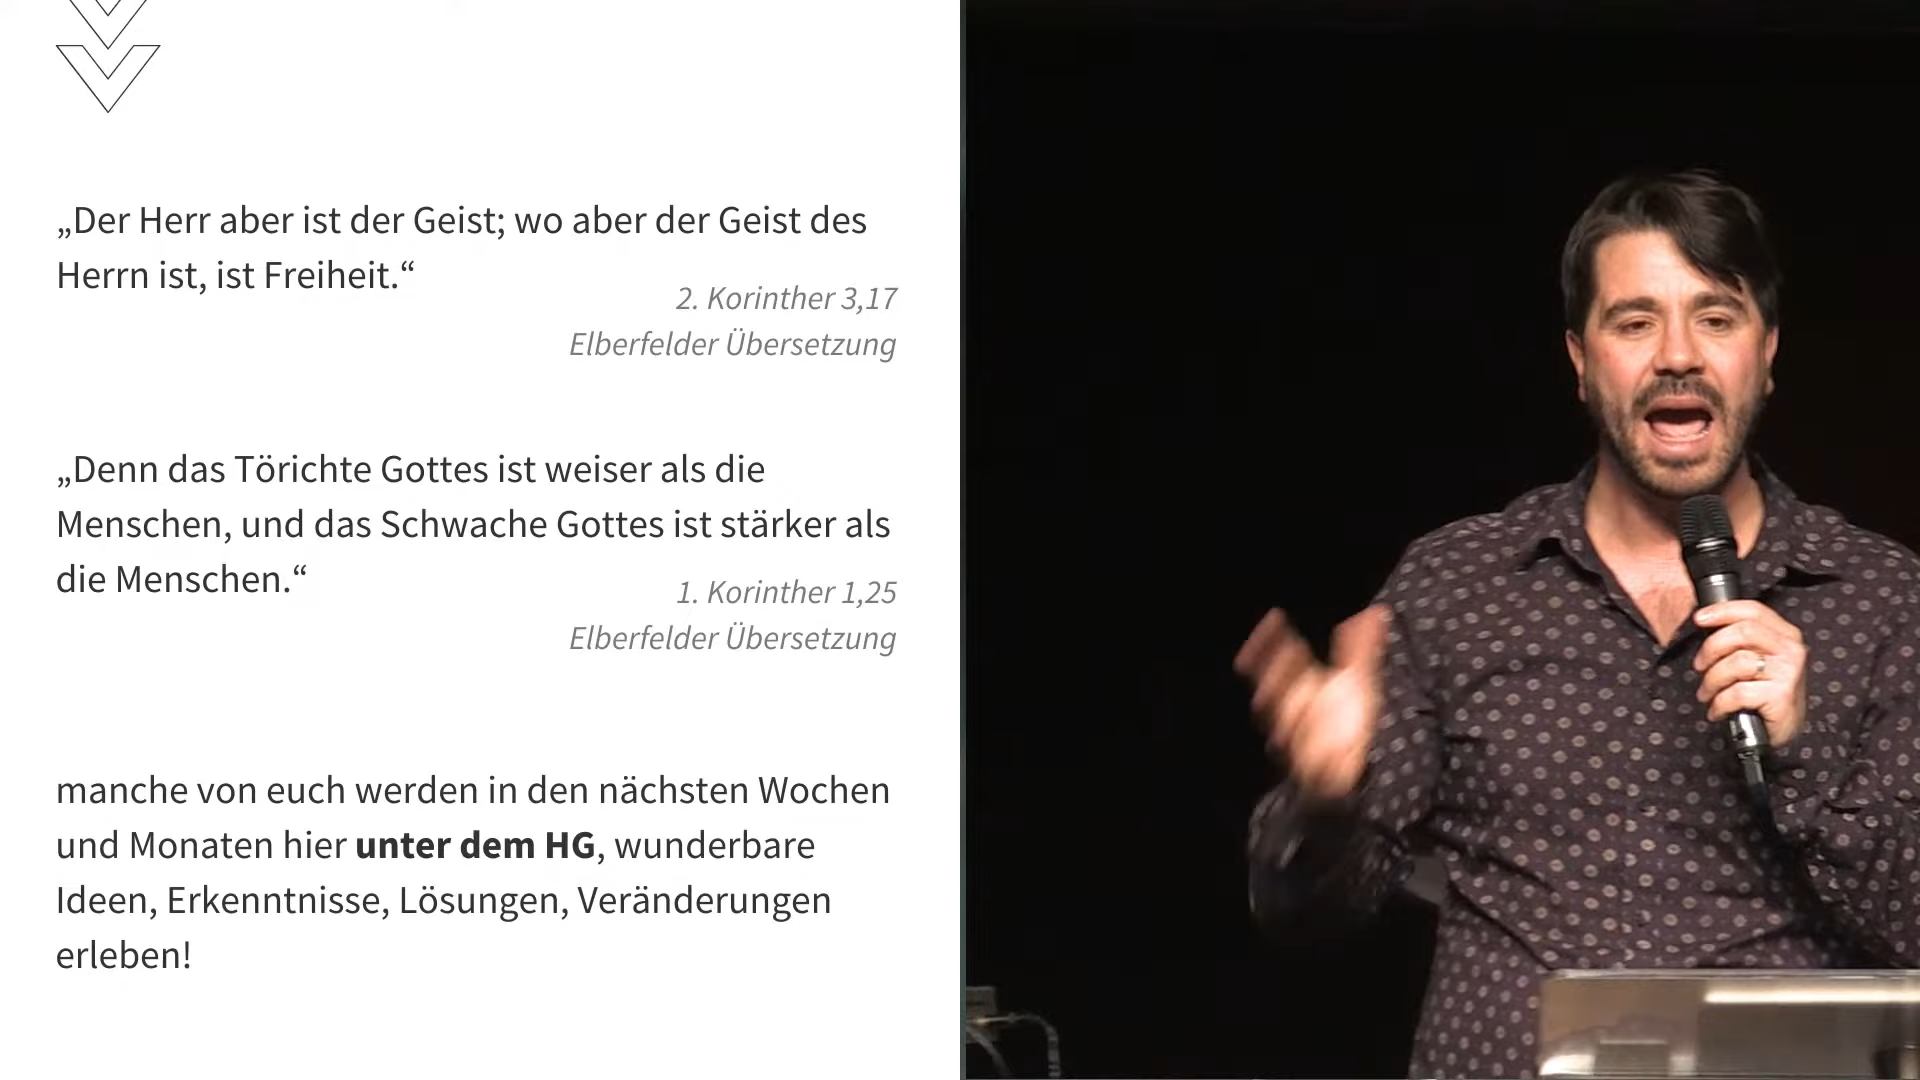 „Der Herr aber ist der Geist; wo aber der Geist des
Herrn ist, ist Freiheit.“
2. Korinther 3,17
Elberfelder Übersetzung
„Denn das Törichte Gottes ist weiser als die
Menschen, und das Schwache Gottes ist stärker als
die Menschen.“
1. Korinther 1,25
Elberfelder Übersetzung
manche von euch werden in den nächsten Wochen
und Monaten hier unter dem HG, wunderbare
Ideen, Erkenntnisse, Lösungen, Veränderungen
erleben!